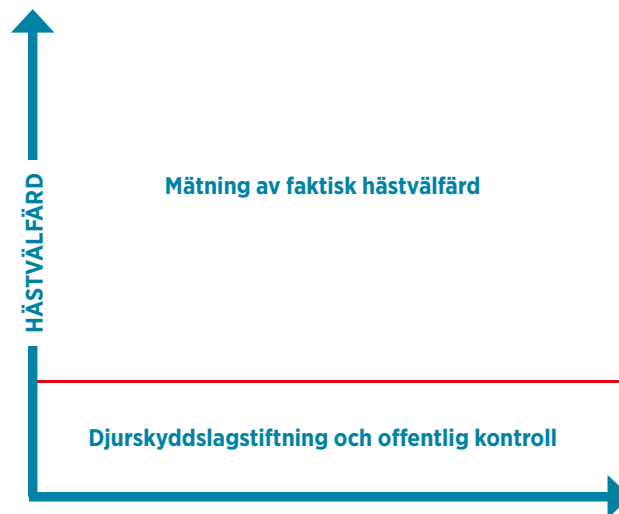 Mätning av faktisk hästvälfärd
HÄSTVÄLFÄRD
Djurskyddslagstiftning och offentlig kontroll